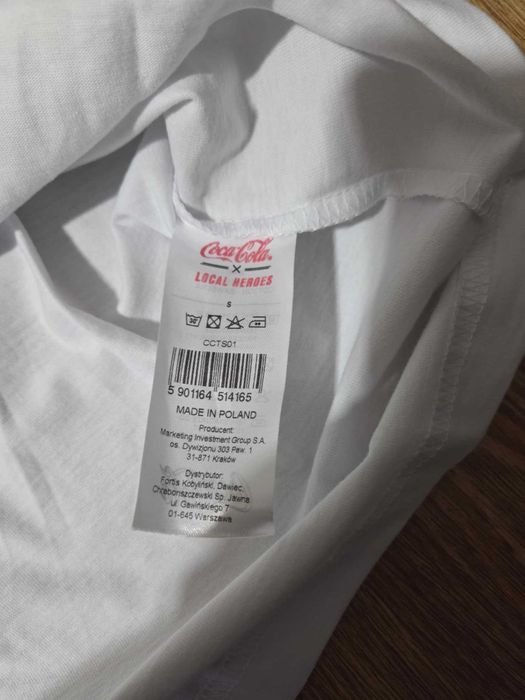 Coca-Cola
×
LOCAL HEROES
S
CCTS01
5 901164 514165
MADE IN POLAND
Producent:
Marketing Investment Group S.A.
os. Dywizjonu 303 Paw. 1
31-871 Kraków
Dystrybutor:
Fortis Kobyliński, Dawiec,
Chrabonszczewski Sp. Jawna
ul. Gawińskiego 7
01-645 Warszawa